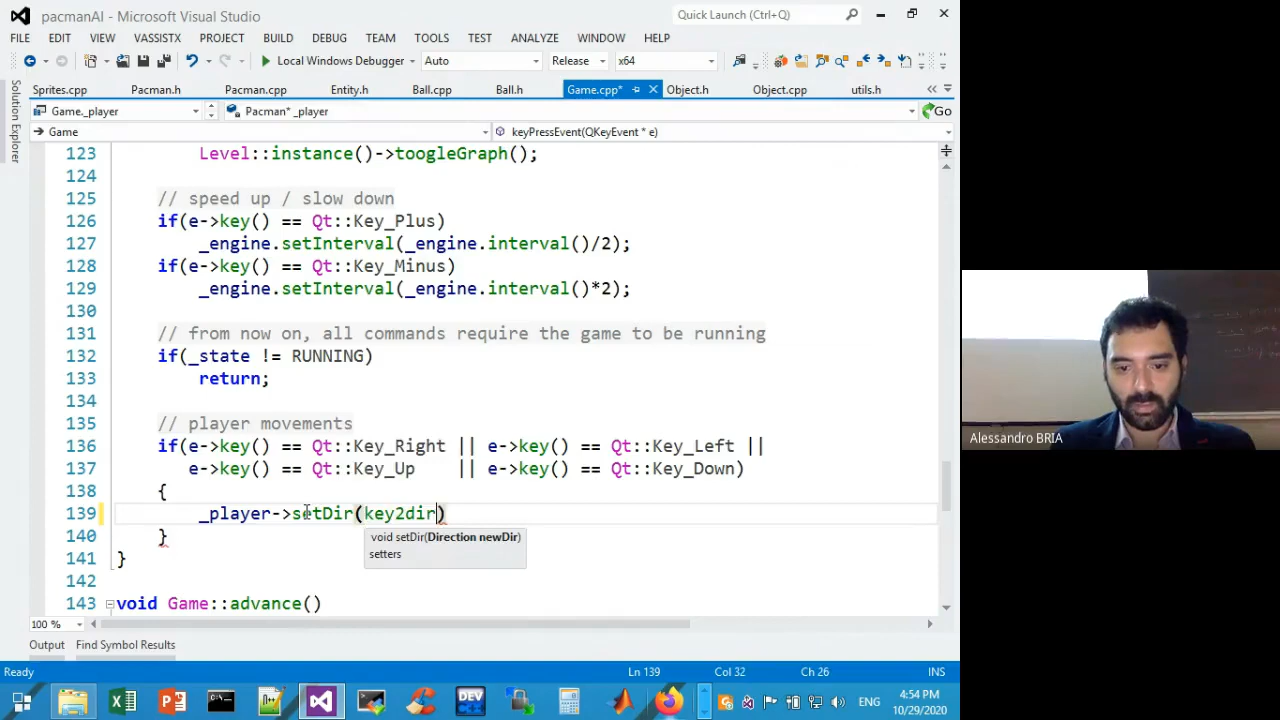 pacmanAI - Microsoft Visual Studio
Quick Launch (Ctrl+Q)
FILE EDIT VIEW VASSISTX PROJECT BUILD DEBUG TEAM TOOLS TEST ANALYZE WINDOW HELP
Local Windows Debugger Auto Release x64
Solution Explorer
Sprites.cpp Pacman.h Pacman.cpp Entity.h Ball.cpp Ball.h Game.cpp* Object.h Object.cpp utils.h
Game._player Pacman* _player Go
Game keyPressEvent(QKeyEvent * e)
123 Level::instance()->toogleGraph();
124
125 // speed up / slow down
126 if(e->key() == Qt::Key_Plus)
127 _engine.setInterval(_engine.interval()/2);
128 if(e->key() == Qt::Key_Minus)
129 _engine.setInterval(_engine.interval()*2);
130
131 // from now on, all commands require the game to be running
132 if(_state != RUNNING)
133 return;
134
135 // player movements
136 if(e->key() == Qt::Key_Right || e->key() == Qt::Key_Left ||
137 e->key() == Qt::Key_Up || e->key() == Qt::Key_Down)
138 {
139 _player->setDir(key2dir)
void setDir(Direction newDir)
setters
140 }
141 }
142
143 void Game::advance()
100 %
Output Find Symbol Results
Ready Ln 139 Col 32 Ch 26 INS
DEV
ENG
4:54 PM
10/29/2020
Alessandro BRIA